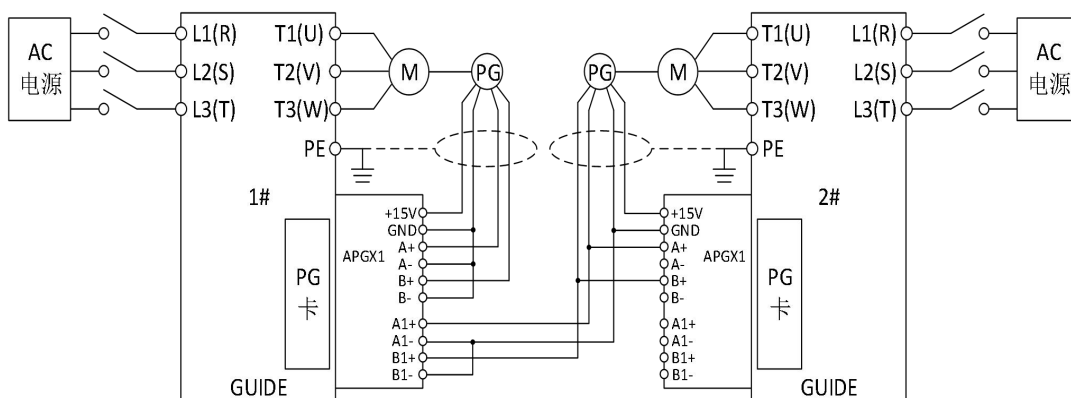 AC
电源
L1(R)
L2(S)
L3(T)
T1(U)
T2(V)
T3(W)
PE
M
PG
1#
PG
卡
APGX1
+15V
GND
A+
A-
B+
B-
A1+
A1-
B1+
B1-
GUIDE
PG
M
T1(U)
T2(V)
T3(W)
PE
L1(R)
L2(S)
L3(T)
AC
电源
2#
+15V
GND
A+
A-
B+
B-
A1+
A1-
B1+
B1-
APGX1
PG
卡
GUIDE